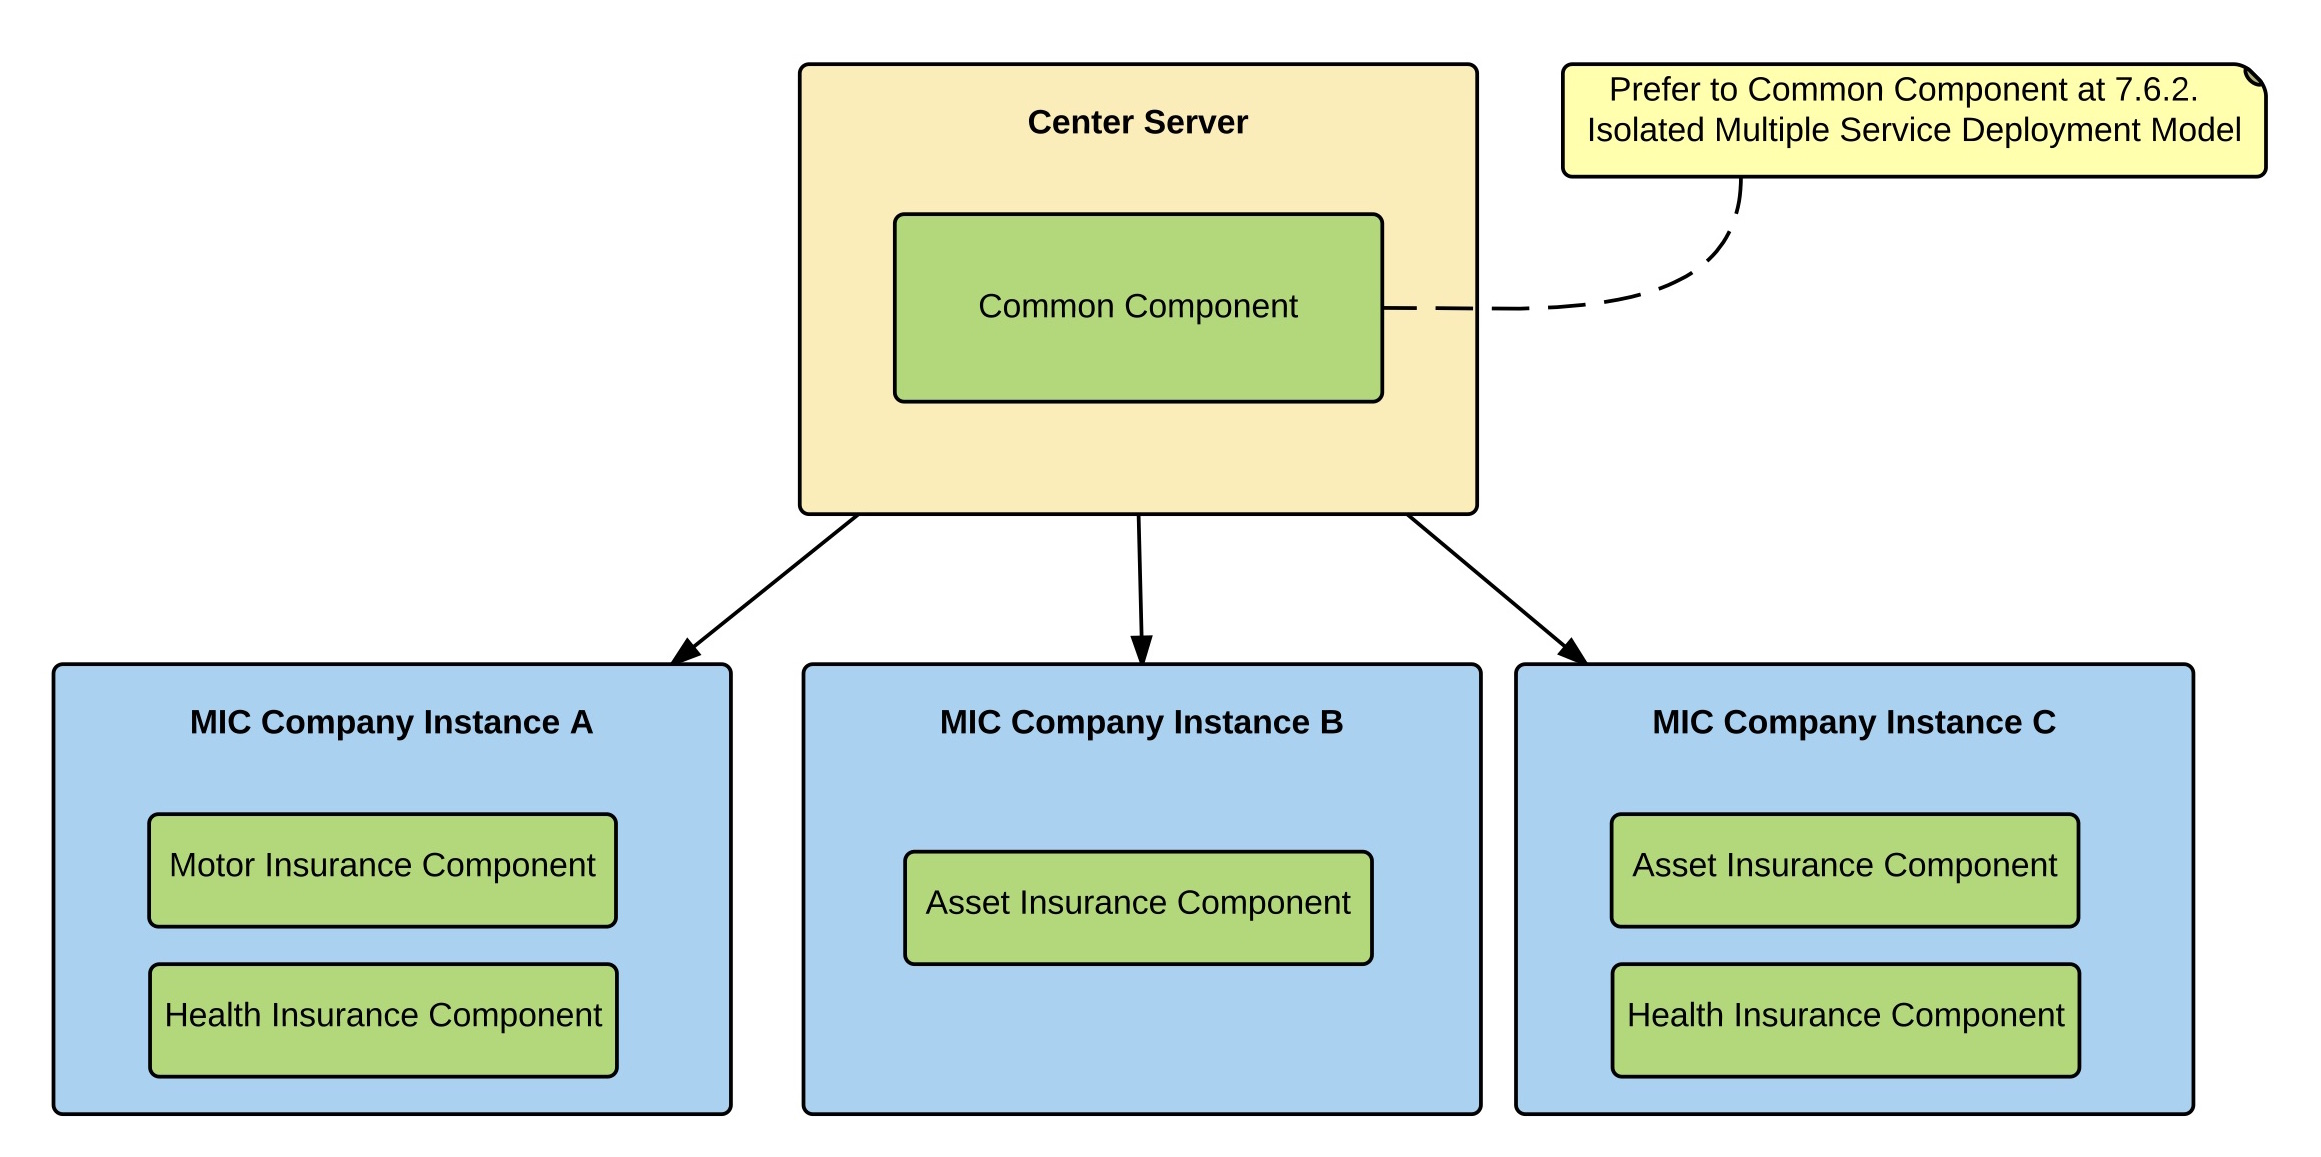 Center Server
Prefer to Common Component at 7.6.2.
Isolated Multiple Service Deployment Model
Common Component
MIC Company Instance A
Motor Insurance Component
Health Insurance Component
MIC Company Instance B
Asset Insurance Component
MIC Company Instance C
Asset Insurance Component
Health Insurance Component